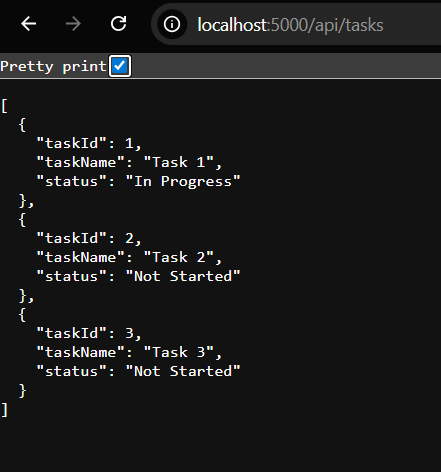 localhost:5000/api/tasks
Pretty print
[
  {
    "taskId": 1,
    "taskName": "Task 1",
    "status": "In Progress"
  },
  {
    "taskId": 2,
    "taskName": "Task 2",
    "status": "Not Started"
  },
  {
    "taskId": 3,
    "taskName": "Task 3",
    "status": "Not Started"
  }
]